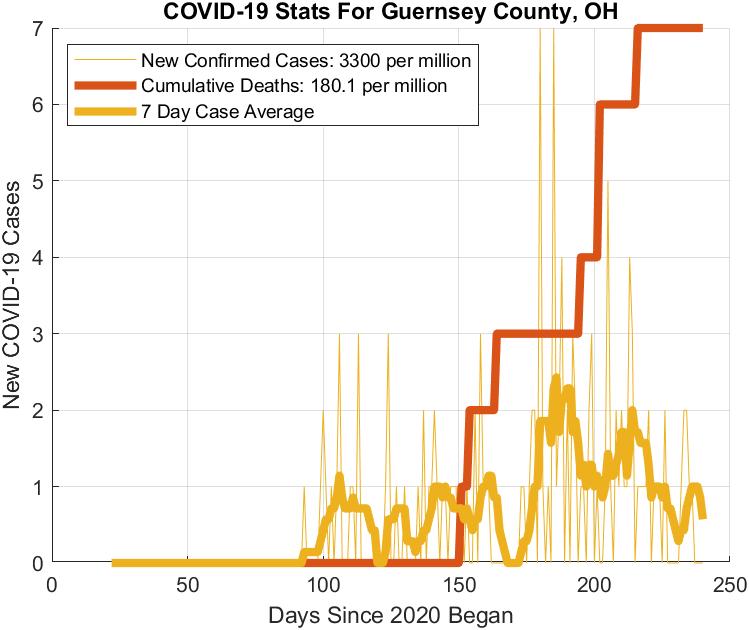 COVID-19 Stats For Guernsey County, OH
New Confirmed Cases: 3300 per million
Cumulative Deaths: 180.1 per million
7 Day Case Average
New COVID-19 Cases
7
6
5
4
3
2
1
0
0 50 100 150 200 250
Days Since 2020 Began